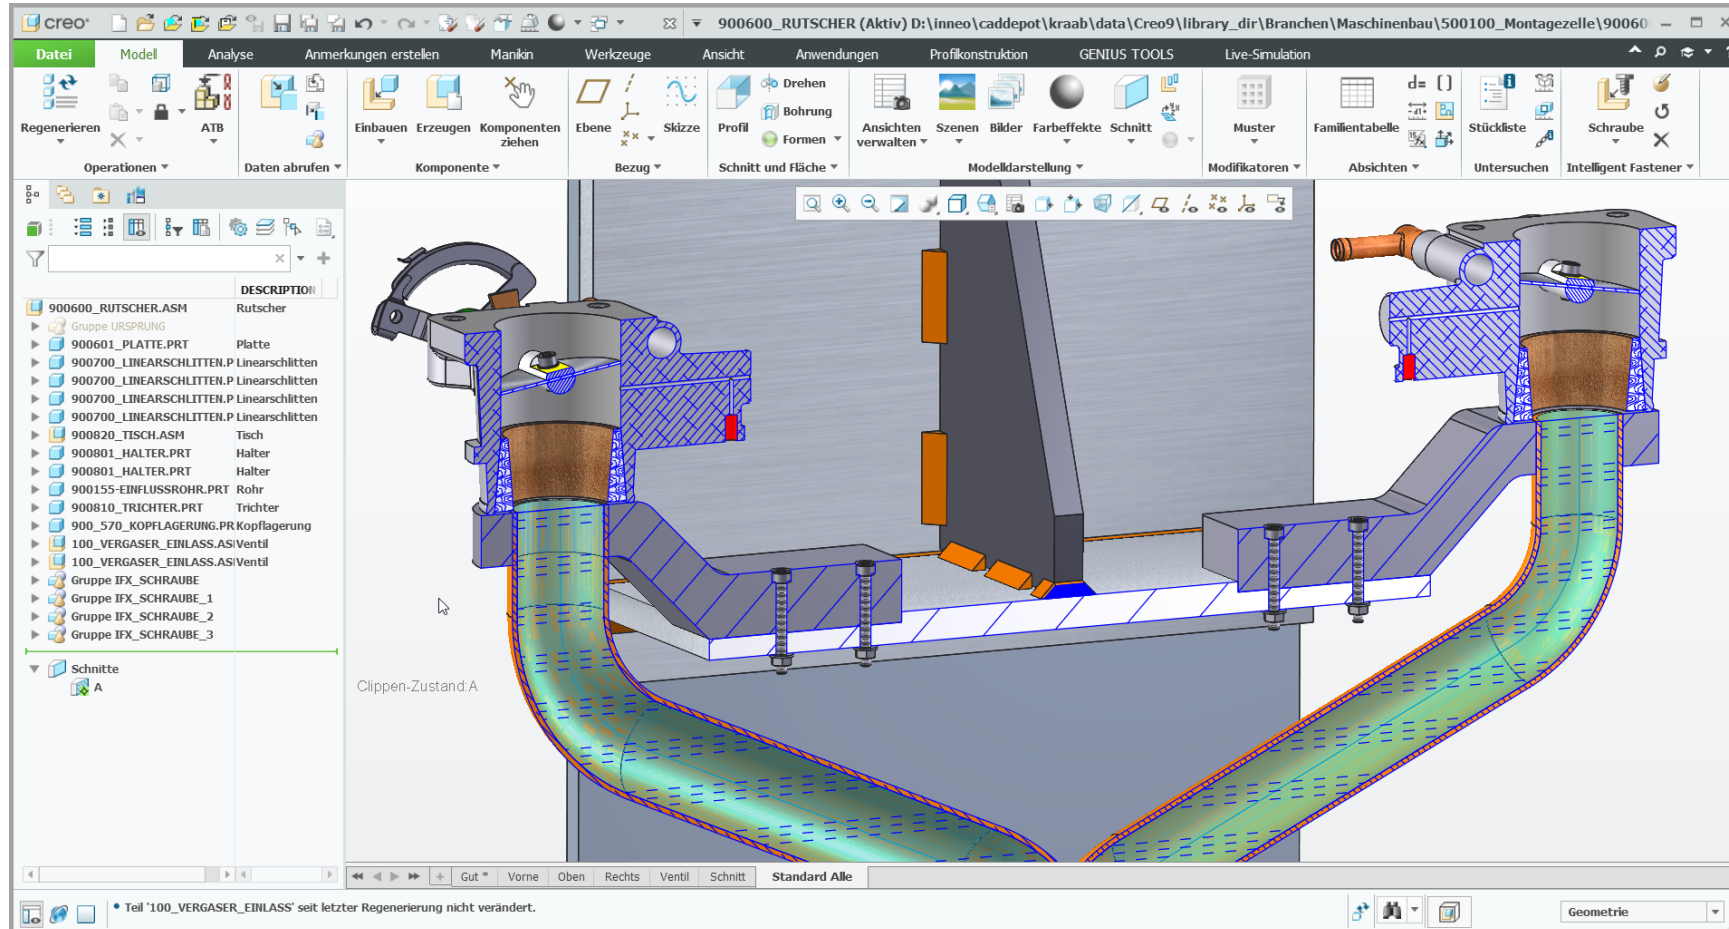 creo 900600_RUTSCHER (Aktiv) D:\inneo\caddepot\kraab\data\Creo9\library_dir\Branchen\Maschinenbau\500100_Montagezelle\90060
Datei Modell Analyse Anmerkungen erstellen Manikin Werkzeuge Ansicht Anwendungen Profilkonstruktion GENIUS TOOLS Live-Simulation
Regenerieren ATB Einbauen Erzeugen Komponenten ziehen Ebene Skizze Profil Drehen Bohrung Formen Ansichten verwalten Szenen Bilder Farbeffekte Schnitt Muster Familientabelle d= Stückliste Schraube
Operationen Daten abrufen Komponente Bezug Schnitt und Fläche Modelldarstellung Modifikatoren Absichten Untersuchen Intelligent Fastener
DESCRIPTION
900600_RUTSCHER.ASM Rutscher
Gruppe URSPRUNG
900601_PLATTE.PRT Platte
900700_LINEARSCHLITTEN.P Linearschlitten
900700_LINEARSCHLITTEN.P Linearschlitten
900700_LINEARSCHLITTEN.P Linearschlitten
900700_LINEARSCHLITTEN.P Linearschlitten
900820_TISCH.ASM Tisch
900801_HALTER.PRT Halter
900801_HALTER.PRT Halter
900155-EINFLUSSROHR.PRT Rohr
900810_TRICHTER.PRT Trichter
900_570_KOPFLAGERUNG.PR Kopflagerung
100_VERGASER_EINLASS.AS Ventil
100_VERGASER_EINLASS.AS Ventil
Gruppe IFX_SCHRAUBE
Gruppe IFX_SCHRAUBE_1
Gruppe IFX_SCHRAUBE_2
Gruppe IFX_SCHRAUBE_3
Schnitte
A
Clippen-Zustand:A
Gut * Vorne Oben Rechts Ventil Schnitt Standard Alle
• Teil '100_VERGASER_EINLASS' seit letzter Regenerierung nicht verändert.
Geometrie